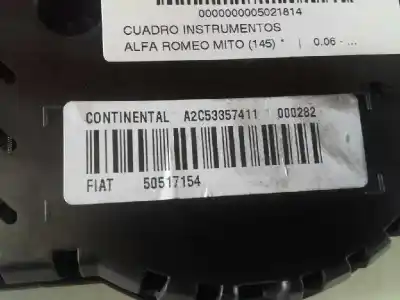 0000000005021814
CUADRO INSTRUMENTOS
ALFA ROMEO MITO (145) * | 0.06 - ...
CONTINENTAL A2C53357411 000282
FIAT 50517154